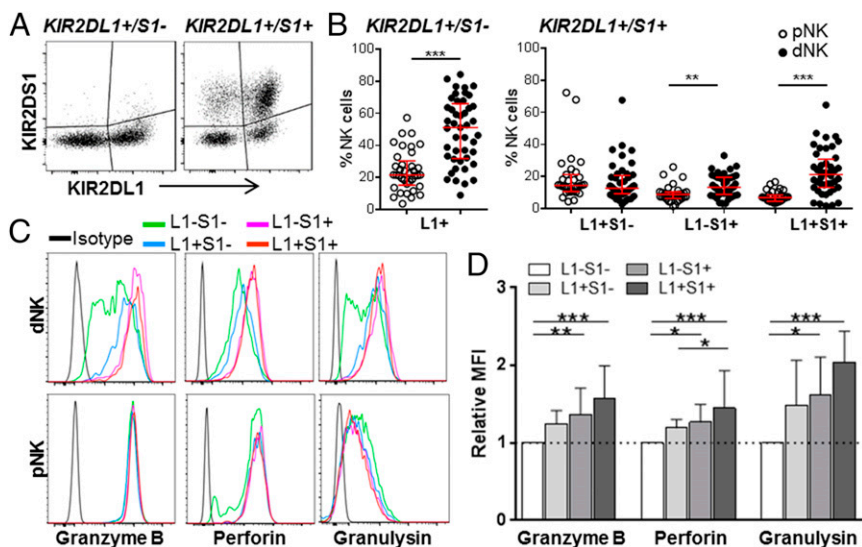 A
KIR2DL1+/S1-
KIR2DL1+/S1+
KIR2DS1
KIR2DL1
B
KIR2DL1+/S1-
KIR2DL1+/S1+
pNK
dNK
% NK cells
100
80
60
40
20
0
***
L1+
% NK cells
100
80
60
40
20
0
**
***
L1+S1-
L1-S1+
L1+S1+
C
Isotype
L1-S1-
L1+S1-
L1-S1+
L1+S1+
dNK
pNK
Granzyme B
Perforin
Granulysin
D
L1-S1-
L1+S1-
L1-S1+
L1+S1+
Relative MFI
3
2
1
***
**
***
*
*
***
*
Granzyme B
Perforin
Granulysin